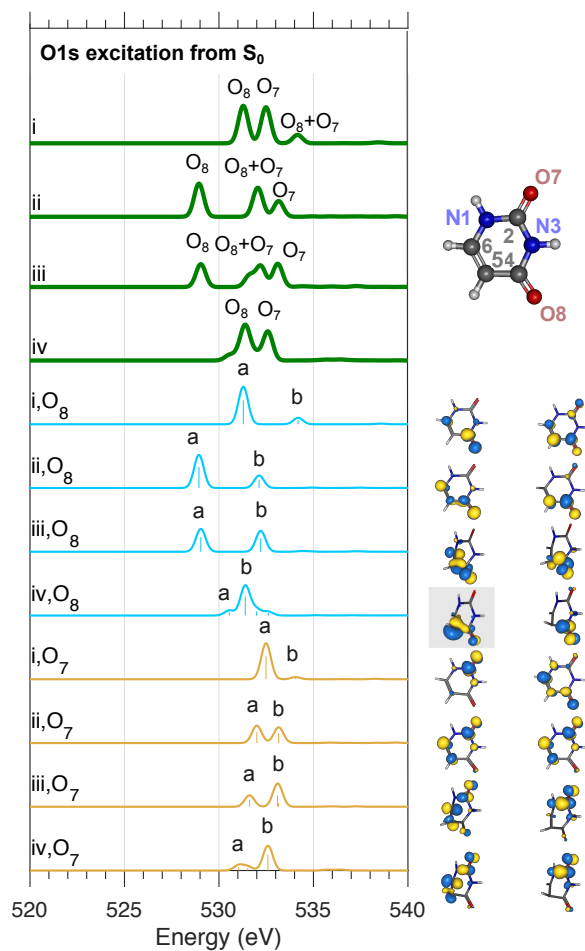 O1s excitation from S₀
O₈ O₇
i O₈+O₇
O₈ O₈+O₇
ii O₇
O₈ O₈+O₇ O₇
iii
O₈ O₇
iv
a
i,O₈ b
a b
ii,O₈
a b
iii,O₈
b
iv,O₈ a
a
i,O₇ b
a b
ii,O₇
b
iii,O₇ a
b
iv,O₇ a
520 525 530 535 540
Energy (eV)
O7
N1 N3
2
6
54
O8